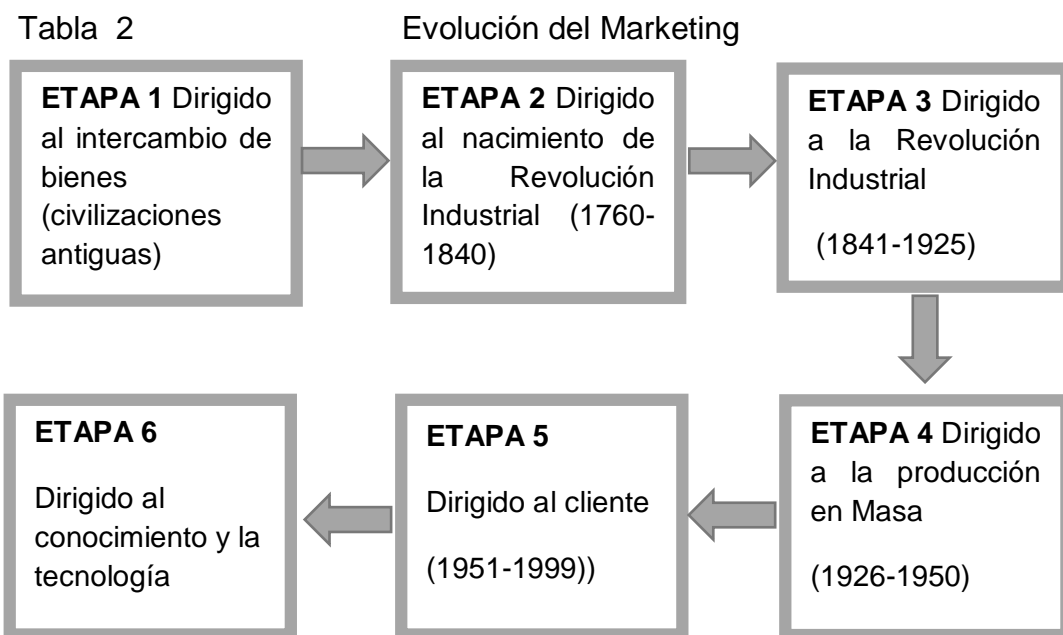 Tabla 2 Evolución del Marketing
ETAPA 1 Dirigido
al intercambio de
bienes
(civilizaciones
antiguas)
ETAPA 2 Dirigido
al nacimiento de
la Revolución
Industrial (1760-
1840)
ETAPA 3 Dirigido
a la Revolución
Industrial
(1841-1925)
ETAPA 4 Dirigido
a la producción
en Masa
(1926-1950)
ETAPA 5
Dirigido al cliente
(1951-1999))
ETAPA 6
Dirigido al
conocimiento y la
tecnología